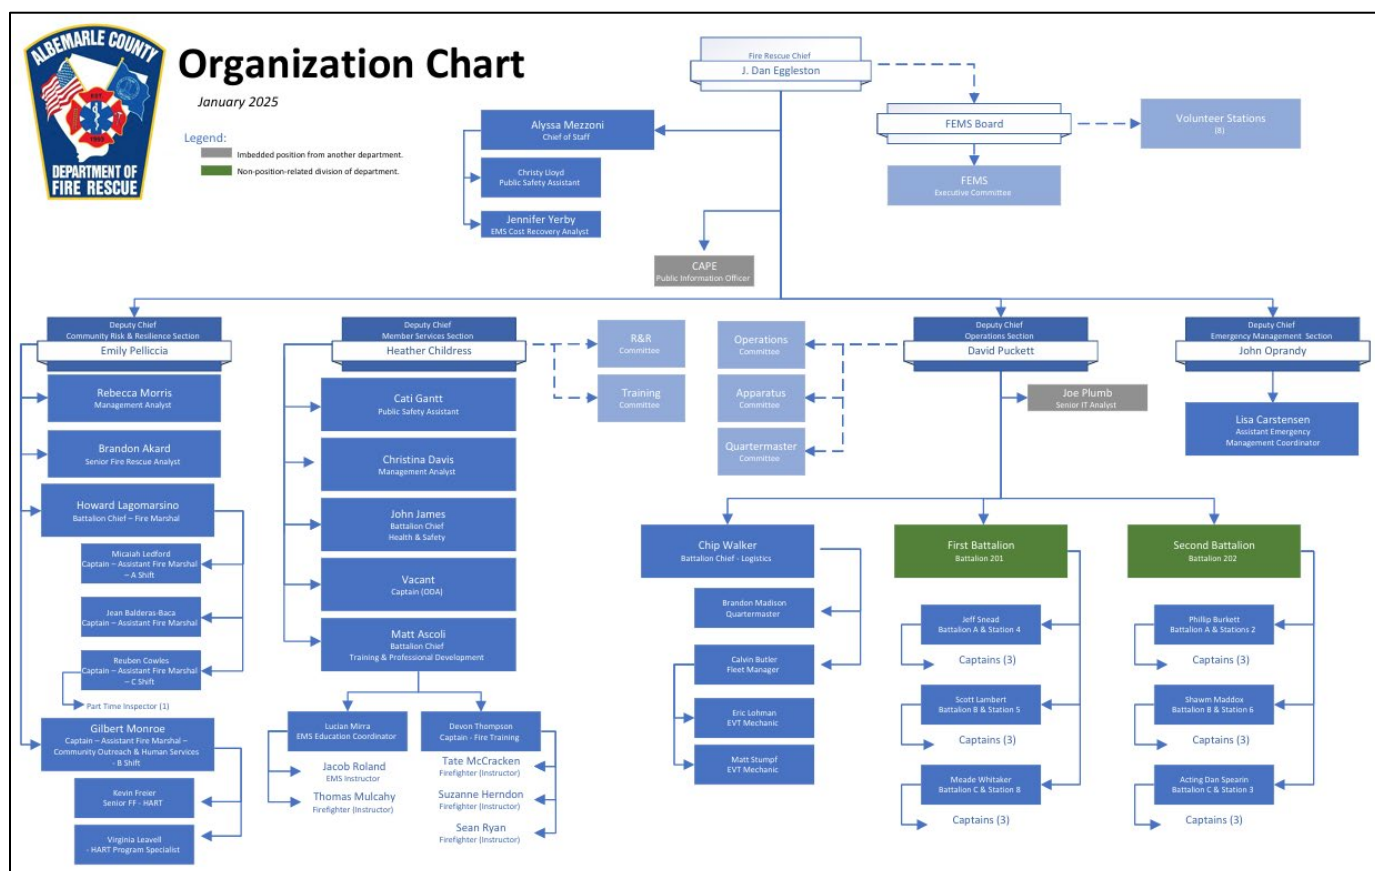 ALBEMARLE COUNTY
EST
1980
DEPARTMENT OF
FIRE RESCUE
Organization Chart
January 2025
Legend:
Imbedded position from another department.
Non-position-related division of department.
Fire Rescue Chief
J. Dan Eggleston
FEMS Board
Volunteer Stations
(8)
FEMS
Executive Committee
Alyssa Mezzoni
Chief of Staff
Christy Lloyd
Public Safety Assistant
Jennifer Yerby
EMS Cost Recovery Analyst
CAPE
Public Information Officer
Deputy Chief
Community Risk & Resilience Section
Emily Pelliccia
Rebecca Morris
Management Analyst
Brandon Akard
Senior Fire Rescue Analyst
Howard Lagomarsino
Battalion Chief – Fire Marshal
Micaiah Ledford
Captain – Assistant Fire Marshal
– A Shift
Jean Balderas-Baca
Captain – Assistant Fire Marshal
Reuben Cowles
Captain – Assistant Fire Marshal
– C Shift
Part Time Inspector (1)
Gilbert Monroe
Captain – Assistant Fire Marshal –
Community Outreach & Human Services
- B Shift
Kevin Freier
Senior FF - HART
Virginia Leavell
- HART Program Specialist
Deputy Chief
Member Services Section
Heather Childress
R&R
Committee
Training
Committee
Cati Gantt
Public Safety Assistant
Christina Davis
Management Analyst
John James
Battalion Chief
Health & Safety
Vacant
Captain (ODA)
Matt Ascoli
Battalion Chief
Training & Professional Development
Lucian Mirra
EMS Education Coordinator
Jacob Roland
EMS Instructor
Thomas Mulcahy
Firefighter (Instructor)
Devon Thompson
Captain - Fire Training
Tate McCracken
Firefighter (Instructor)
Suzanne Herndon
Firefighter (Instructor)
Sean Ryan
Firefighter (Instructor)
Deputy Chief
Operations Section
David Puckett
Operations
Committee
Apparatus
Committee
Quartermaster
Committee
Joe Plumb
Senior IT Analyst
Chip Walker
Battalion Chief - Logistics
Brandon Madison
Quartermaster
Calvin Butler
Fleet Manager
Eric Lohman
EVT Mechanic
Matt Stumpf
EVT Mechanic
First Battalion
Battalion 201
Jeff Snead
Battalion A & Station 4
Captains (3)
Scott Lambert
Battalion B & Station 5
Captains (3)
Meade Whitaker
Battalion C & Station 8
Captains (3)
Second Battalion
Battalion 202
Phillip Burkett
Battalion A & Stations 2
Captains (3)
Shawm Maddox
Battalion B & Station 6
Captains (3)
Acting Dan Spearin
Battalion C & Station 3
Captains (3)
Deputy Chief
Emergency Management Section
John Oprandy
Lisa Carstensen
Assistant Emergency
Management Coordinator